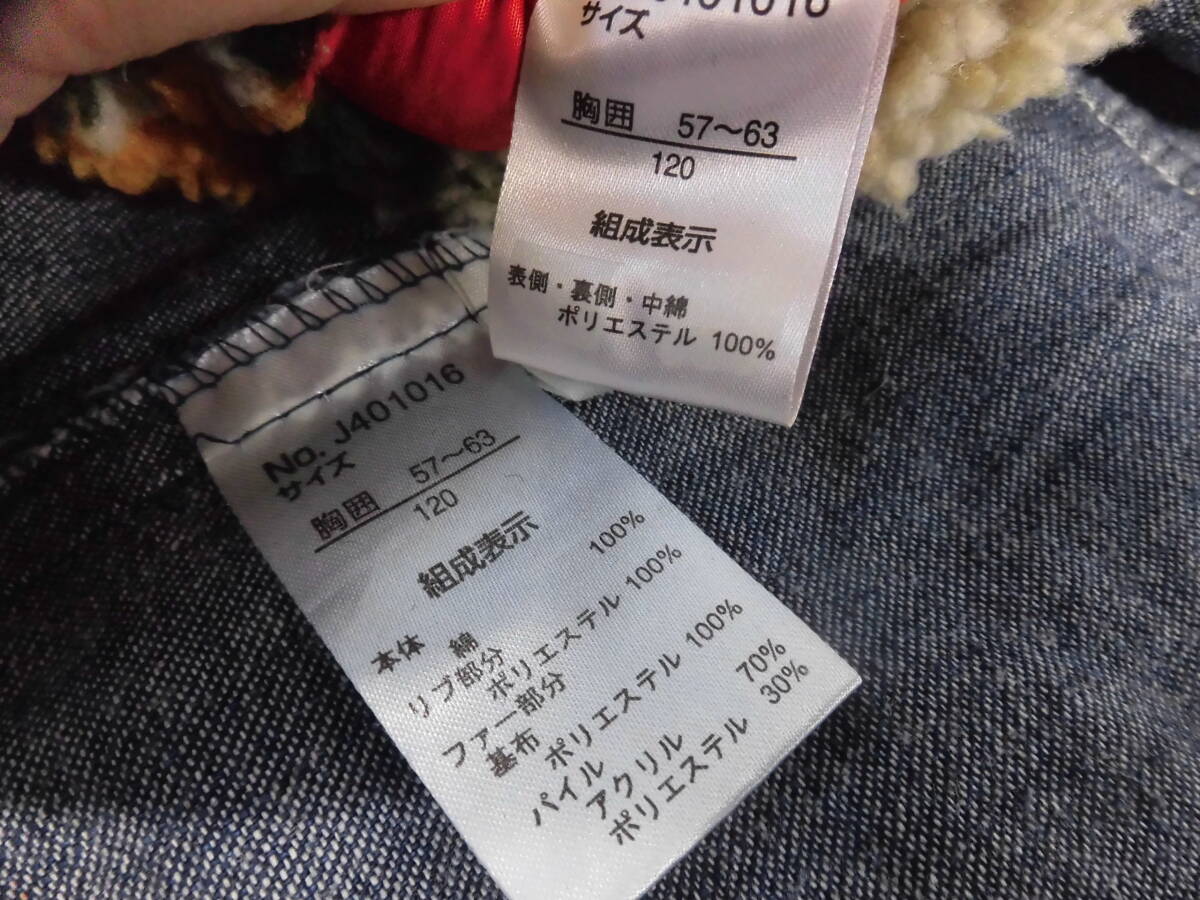 サイズ
胸囲 57～63
120
組成表示
表側・裏側・中綿
ポリエステル 100%
No. J401016
サイズ
胸囲 57～63
120
組成表示
本体 綿 100%
リブ部分
ポリエステル 100%
ファー部分
基布
ポリエステル 100%
パイル
アクリル 70%
ポリエステル 30%